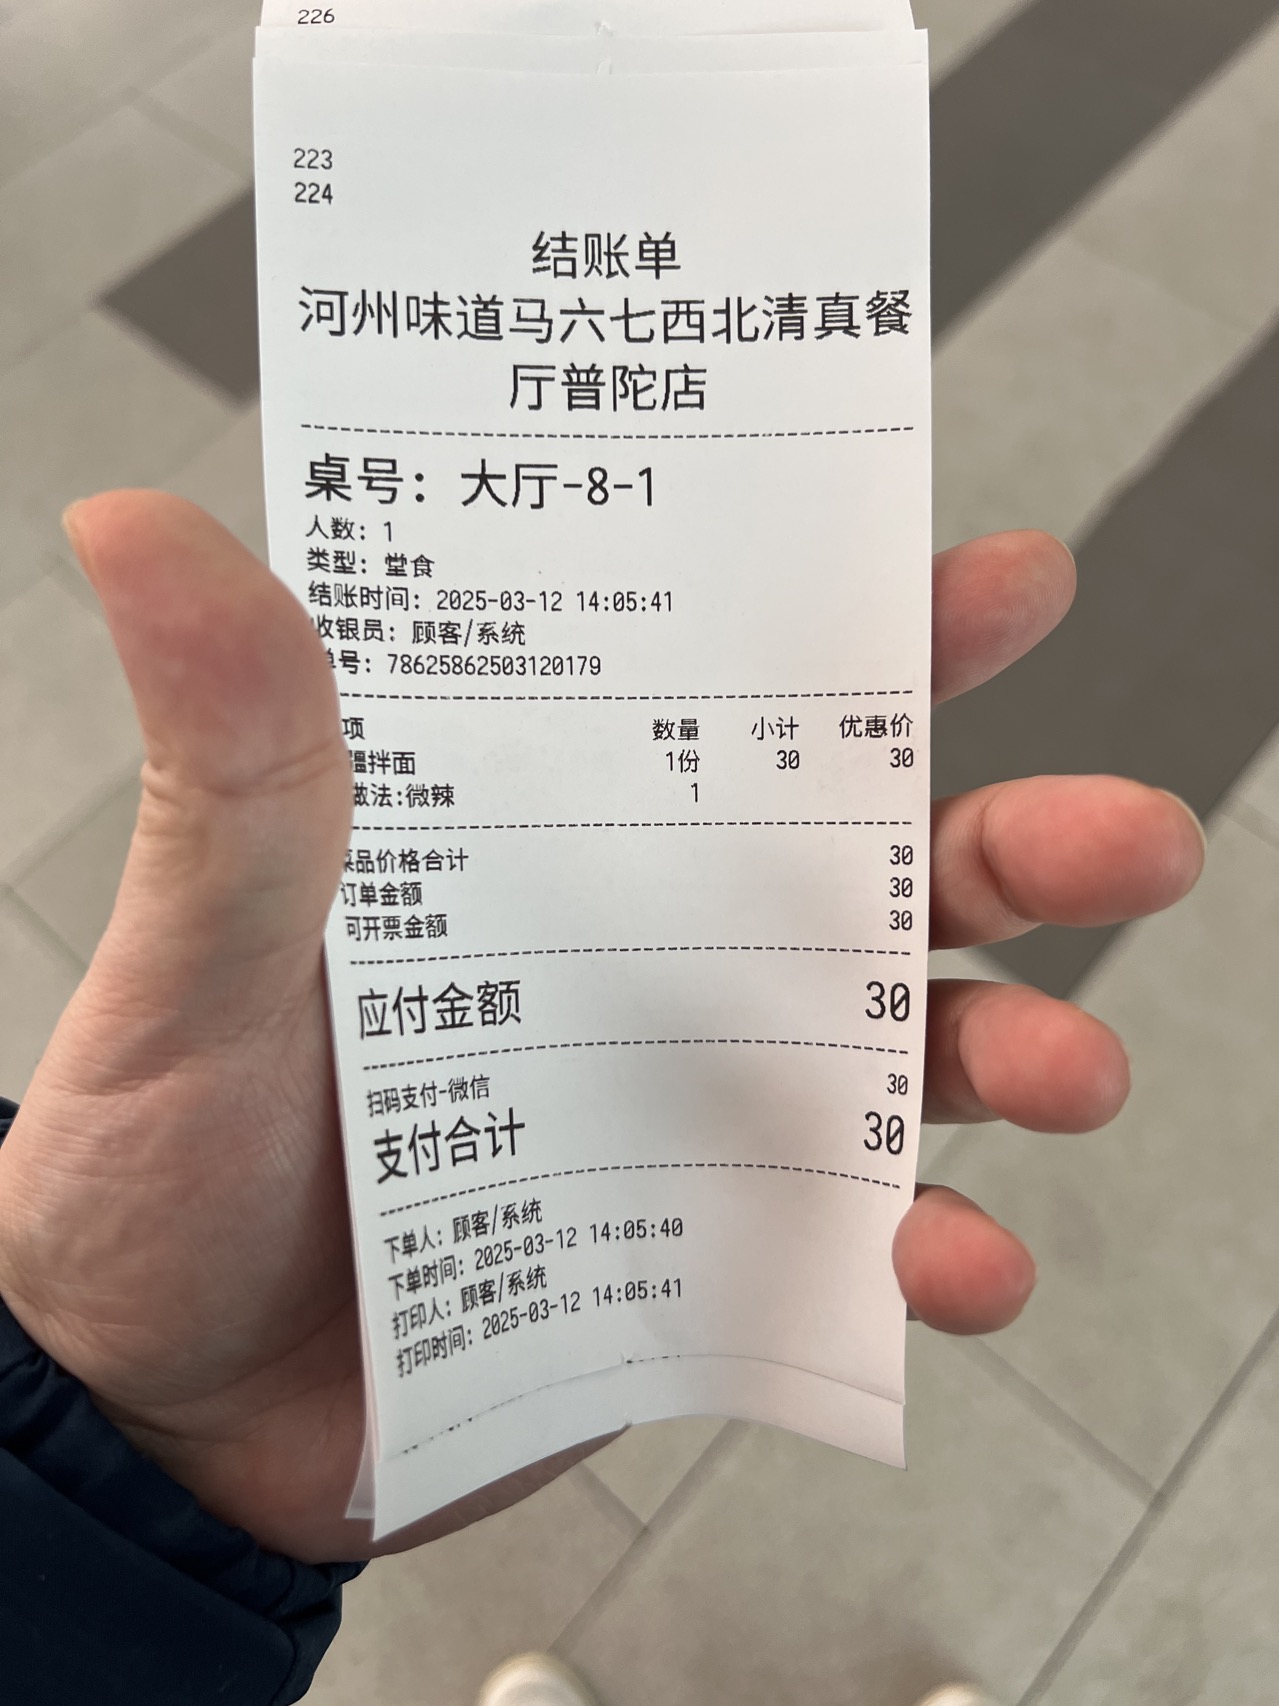 226
223
224
结账单
河州味道马六七西北清真餐
厅普陀店
桌号：大厅-8-1
人数：1
类型：堂食
结账时间：2025-03-12 14:05:41
收银员：顾客/系统
单号：78625862503120179
项 数量 小计 优惠价
疆拌面 1份 30 30
做法:微辣 1
菜品价格合计 30
订单金额 30
可开票金额 30
应付金额 30
扫码支付-微信 30
支付合计 30
下单人：顾客/系统
下单时间：2025-03-12 14:05:40
打印人：顾客/系统
打印时间：2025-03-12 14:05:41